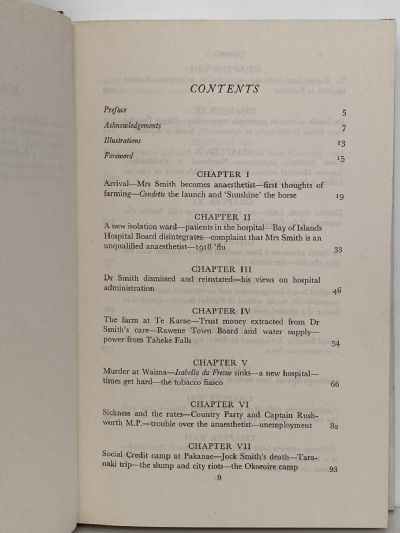 CONTENTS
Preface 5
Acknowledgements 7
Illustrations 13
Foreword 15
CHAPTER I
Arrival—Mrs Smith becomes anaesthetist—first thoughts of
farming—Condette the launch and 'Sunshine' the horse 19
CHAPTER II
A new isolation ward—patients in the hospital—Bay of Islands
Hospital Board disintegrates—complaint that Mrs Smith is an
unqualified anaesthetist—1918 'flu 33
CHAPTER III
Dr Smith dismissed and reinstated—his views on hospital
administration 46
CHAPTER IV
The farm at Te Karae—Trust money extracted from Dr
Smith's care—Rawene Town Board and water supply—
power from Taheke Falls 54
CHAPTER V
Murder at Waima—Isabella du Fresne sinks—a new hospital—
times get hard—the tobacco fiasco 66
CHAPTER VI
Sickness and the rates—Country Party and Captain Rush-
worth M.P.—trouble over the anaesthetist—unemployment 82
CHAPTER VII
Social Credit camp at Pakanae—Jock Smith's death—Tara-
naki trip—the slump and city riots—the Okoroire camp 93
9